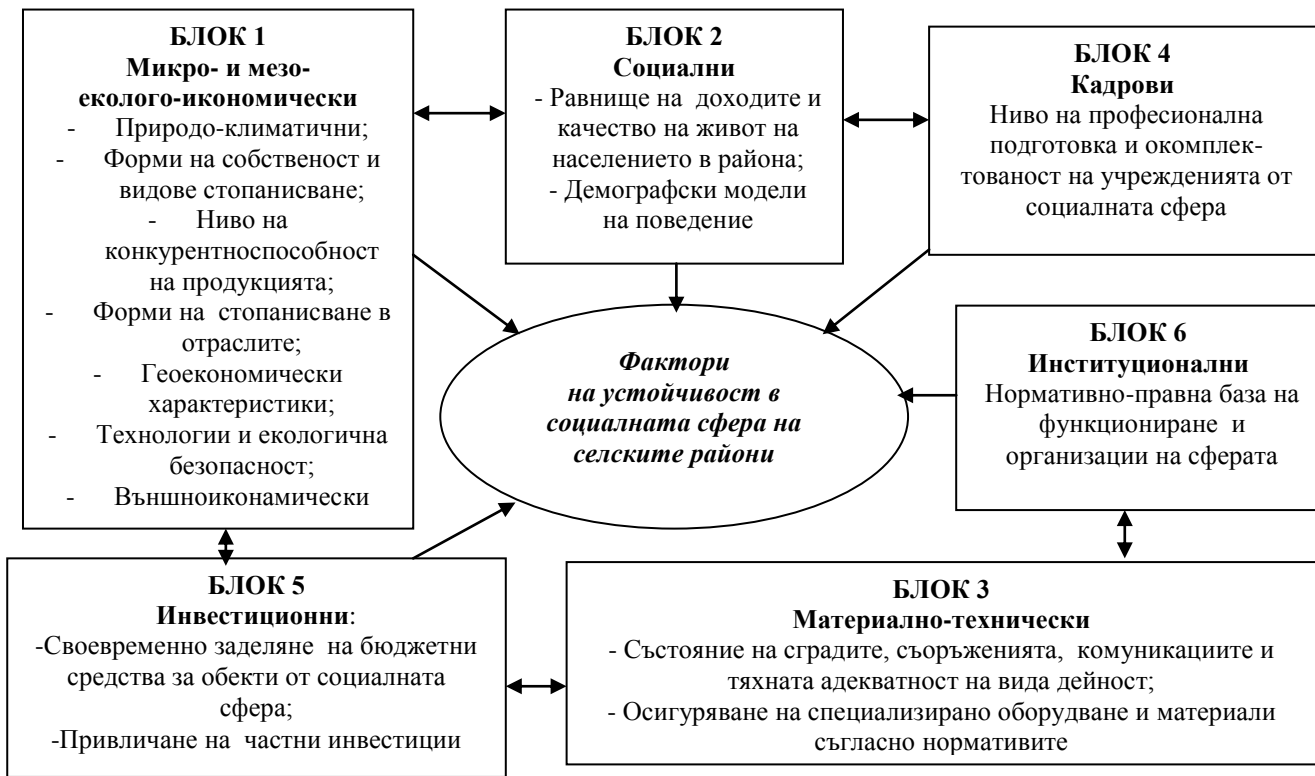 БЛОК 1
Микро- и мезо-
еколого-икономически
- Природо-климатични;
- Форми на собственост и
видове стопанисване;
- Ниво на
конкурентноспособност
на продукцията;
- Форми на стопанисване в
отраслите;
- Геоекономически
характеристики;
- Технологии и екологична
безопасност;
- Външноиконамически
БЛОК 2
Социални
- Равнище на доходите и
качество на живот на
населението в района;
- Демографски модели
на поведение
БЛОК 4
Кадрови
Ниво на професионална
подготовка и окомплек-
тованост на учрежденията от
социалната сфера
Фактори
на устойчивост в
социалната сфера на
селските райони
БЛОК 6
Институционални
Нормативно-правна база на
функциониране и
организации на сферата
БЛОК 5
Инвестиционни:
-Своевременно заделяне на бюджетни
средства за обекти от социалната
сфера;
-Привличане на частни инвестиции
БЛОК 3
Материално-технически
- Състояние на сградите, съоръженията, комуникациите и
тяхната адекватност на вида дейност;
- Осигуряване на специализирано оборудване и материали
съгласно нормативите